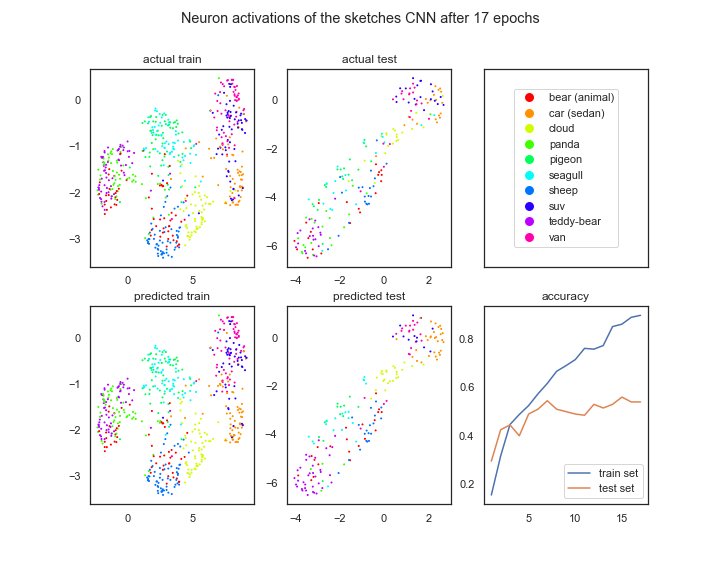 Neuron activations of the sketches CNN after 17 epochs
actual train
actual test
0
−1
−2
−3
0
5
0
−2
−4
−6
−4
−2
0
2
bear (animal)
car (sedan)
cloud
panda
pigeon
seagull
sheep
suv
teddy-bear
van
predicted train
predicted test
accuracy
0
−1
−2
−3
0
5
0
−2
−4
−6
−4
−2
0
2
0.8
0.6
0.4
0.2
5
10
15
train set
test set